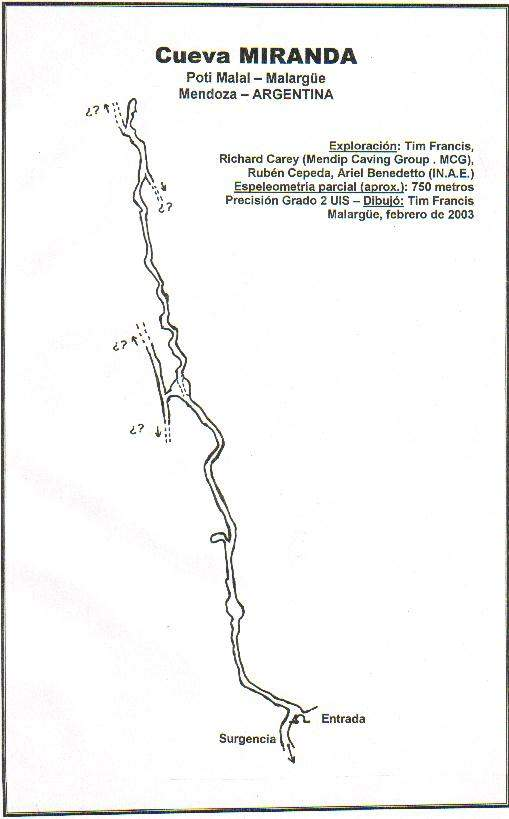 Cueva MIRANDA
Poti Malal – Malargüe
Mendoza – ARGENTINA
¿?
Exploración: Tim Francis,
Richard Carey (Mendip Caving Group . MCG),
Rubén Cepeda, Ariel Benedetto (IN.A.E.)
Espeleometría parcial (aprox.): 750 metros
Precisión Grado 2 UIS – Dibujó: Tim Francis
Malargüe, febrero de 2003
¿?
¿?
¿?
Entrada
Surgencia